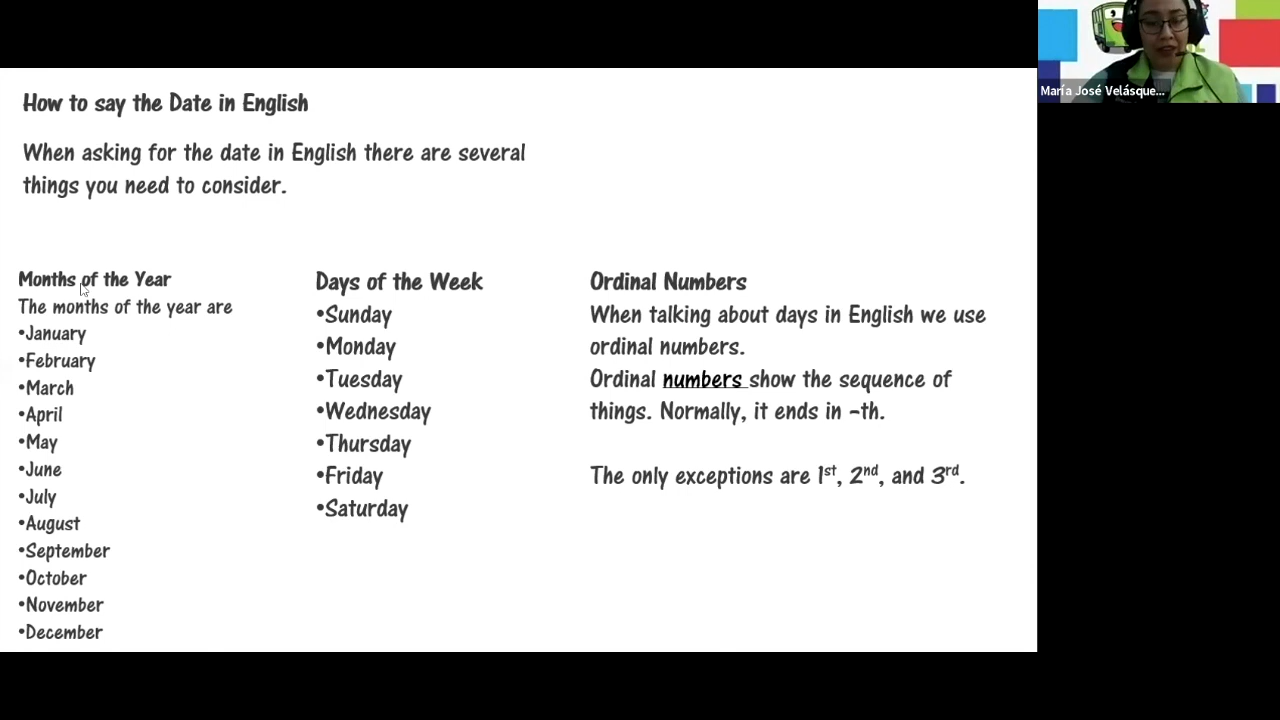 How to say the Date in English
When asking for the date in English there are several
things you need to consider.
Months of the Year
The months of the year are
•January
•February
•March
•April
•May
•June
•July
•August
•September
•October
•November
•December
Days of the Week
•Sunday
•Monday
•Tuesday
•Wednesday
•Thursday
•Friday
•Saturday
Ordinal Numbers
When talking about days in English we use
ordinal numbers.
Ordinal numbers show the sequence of
things. Normally, it ends in -th.
The only exceptions are 1st, 2nd, and 3rd.
María José Velásque...